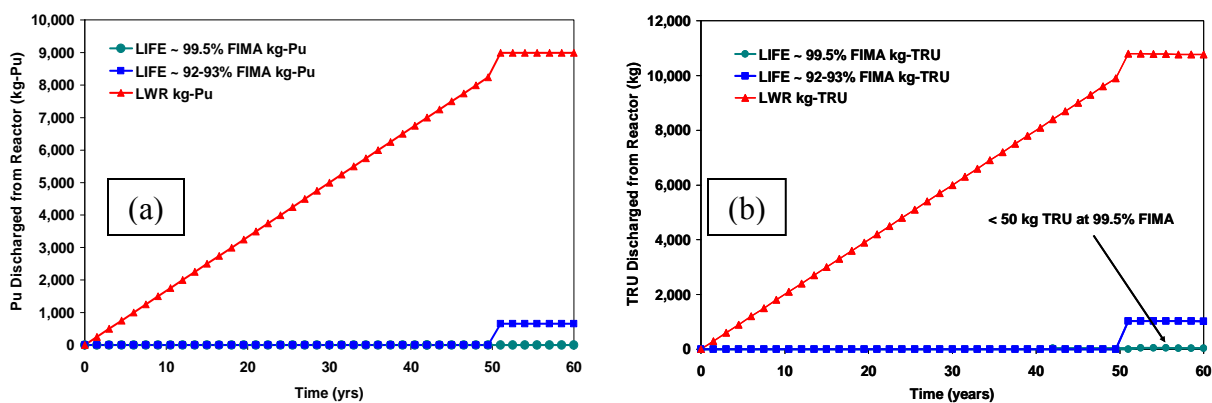 10,000
9,000
8,000
7,000
6,000
5,000
4,000
3,000
2,000
1,000
0
Pu Discharged from Reactor (kg-Pu)
LIFE ~ 99.5% FIMA kg-Pu
LIFE ~ 92-93% FIMA kg-Pu
LWR kg-Pu
(a)
0 10 20 30 40 50 60
Time (yrs)
12,000
10,000
8,000
6,000
4,000
2,000
0
TRU Discharged from Reactor (kg)
LIFE ~ 99.5% FIMA kg-TRU
LIFE ~ 92-93% FIMA kg-TRU
LWR kg-TRU
(b)
< 50 kg TRU at 99.5% FIMA
0 10 20 30 40 50 60
Time (years)